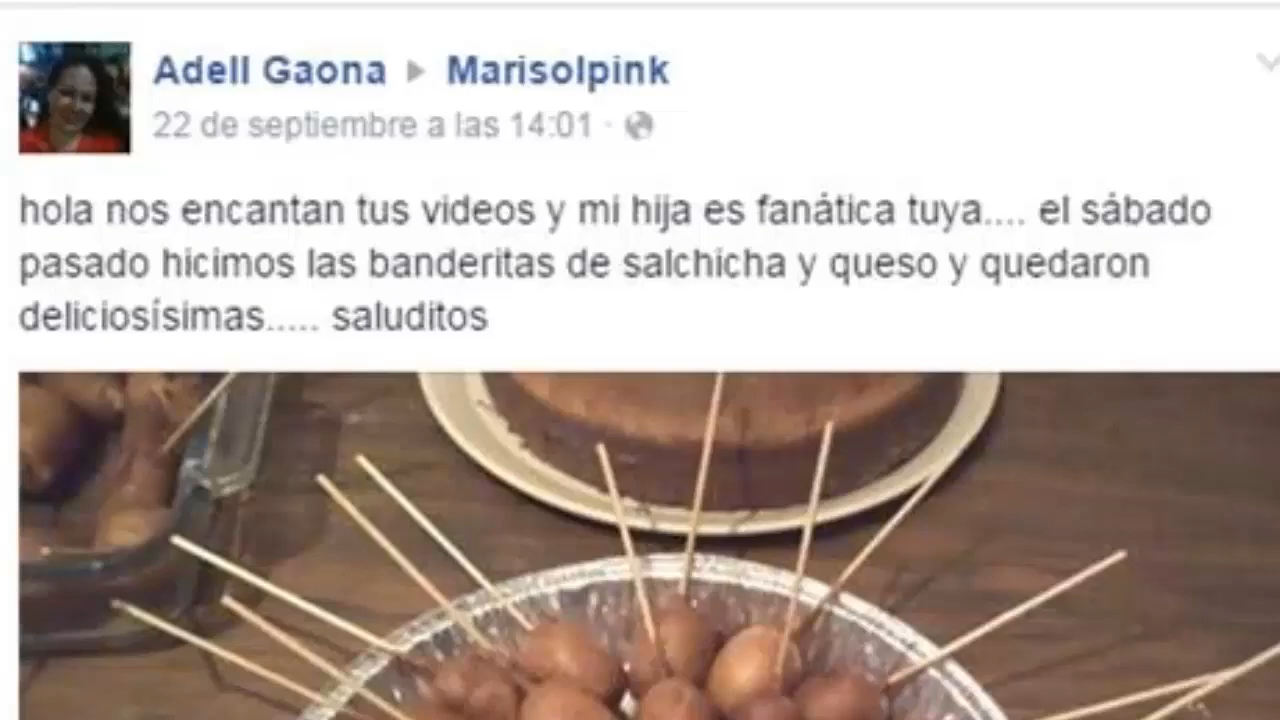 Adell Gaona ▸ Marisolpink
22 de septiembre a las 14:01 ·
hola nos encantan tus videos y mi hija es fanática tuya.... el sábado
pasado hicimos las banderitas de salchicha y queso y quedaron
deliciosísimas..... saluditos